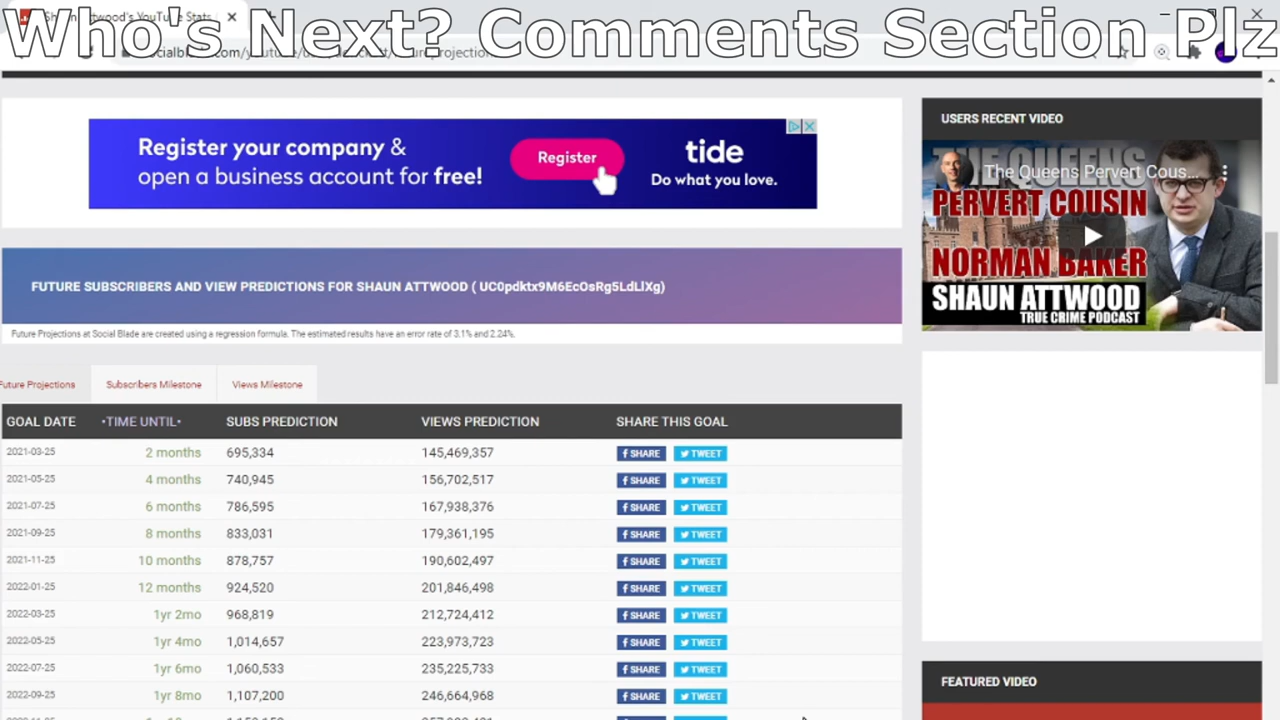 Who's Next? Comments Section Plz
Register your company &
open a business account for free!
Register
tide
Do what you love.
USERS RECENT VIDEO
THE QUEENS
The Queens Pervert Cous...
PERVERT COUSIN
NORMAN BAKER
SHAUN ATTWOOD
TRUE CRIME PODCAST
FUTURE SUBSCRIBERS AND VIEW PREDICTIONS FOR SHAUN ATTWOOD ( UC0pdktx9M6EcOsRg5LdLlXg)
Future Projections at Social Blade are created using a regression formula. The estimated results have an error rate of 3.1% and 2.24%.
Future Projections Subscribers Milestone Views Milestone
GOAL DATE •TIME UNTIL• SUBS PREDICTION VIEWS PREDICTION SHARE THIS GOAL
2021-03-25 2 months 695,334 145,469,357 SHARE TWEET
2021-05-25 4 months 740,945 156,702,517 SHARE TWEET
2021-07-25 6 months 786,595 167,938,376 SHARE TWEET
2021-09-25 8 months 833,031 179,361,195 SHARE TWEET
2021-11-25 10 months 878,757 190,602,497 SHARE TWEET
2022-01-25 12 months 924,520 201,846,498 SHARE TWEET
2022-03-25 1yr 2mo 968,819 212,724,412 SHARE TWEET
2022-05-25 1yr 4mo 1,014,657 223,973,723 SHARE TWEET
2022-07-25 1yr 6mo 1,060,533 235,225,733 SHARE TWEET
2022-09-25 1yr 8mo 1,107,200 246,664,968 SHARE TWEET
FEATURED VIDEO